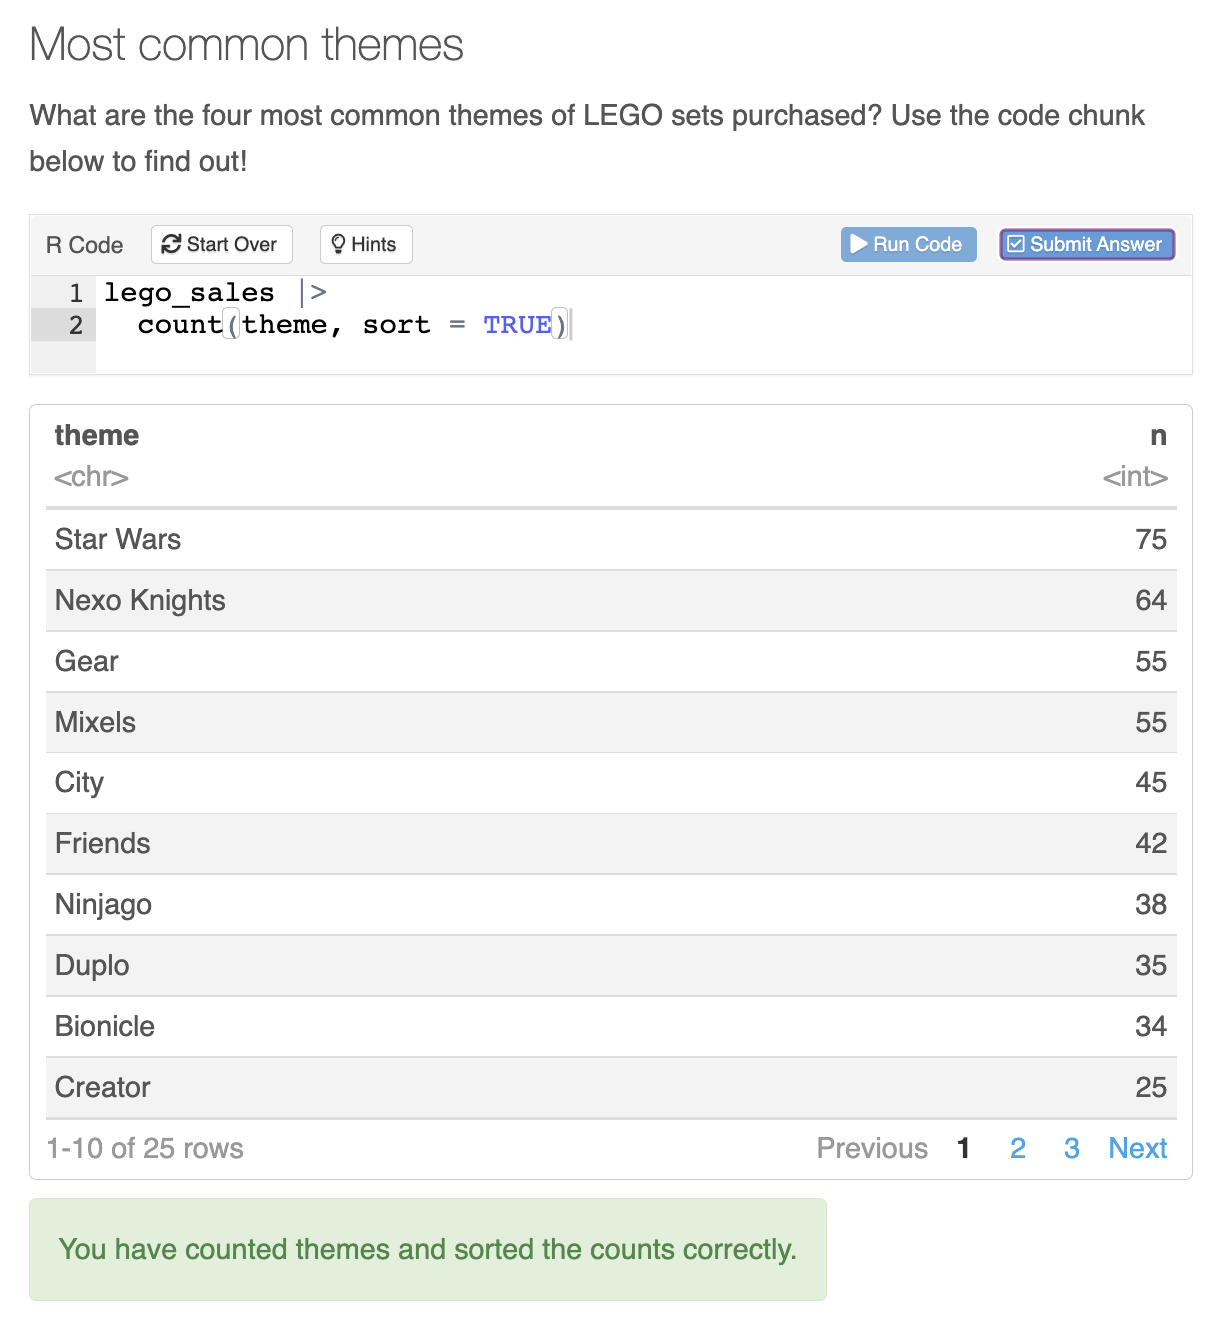 Most common themes
What are the four most common themes of LEGO sets purchased? Use the code chunk
below to find out!
R Code Start Over Hints Run Code Submit Answer
1 lego_sales |>
2 count(theme, sort = TRUE)
theme n
<chr> <int>
Star Wars 75
Nexo Knights 64
Gear 55
Mixels 55
City 45
Friends 42
Ninjago 38
Duplo 35
Bionicle 34
Creator 25
1-10 of 25 rows Previous 1 2 3 Next
You have counted themes and sorted the counts correctly.